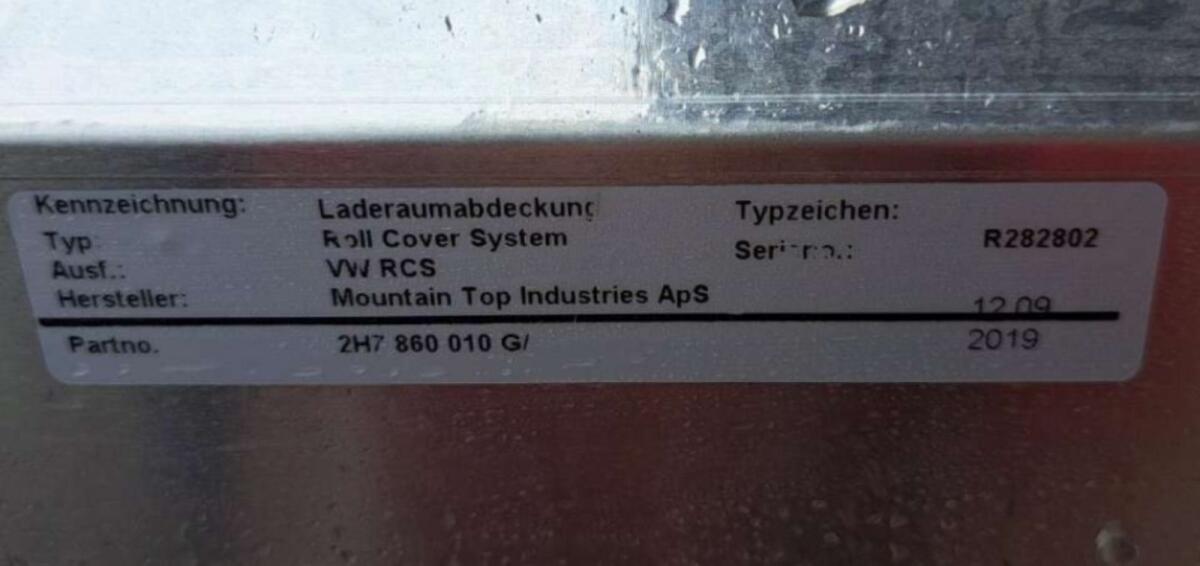 Kennzeichnung: Laderaumabdeckung Typzeichen:
Typ: Roll Cover System Serieno.: R282802
Ausf.: VW RCS
Hersteller: Mountain Top Industries ApS 12.09
Partno. 2H7 860 010 G/ 2019